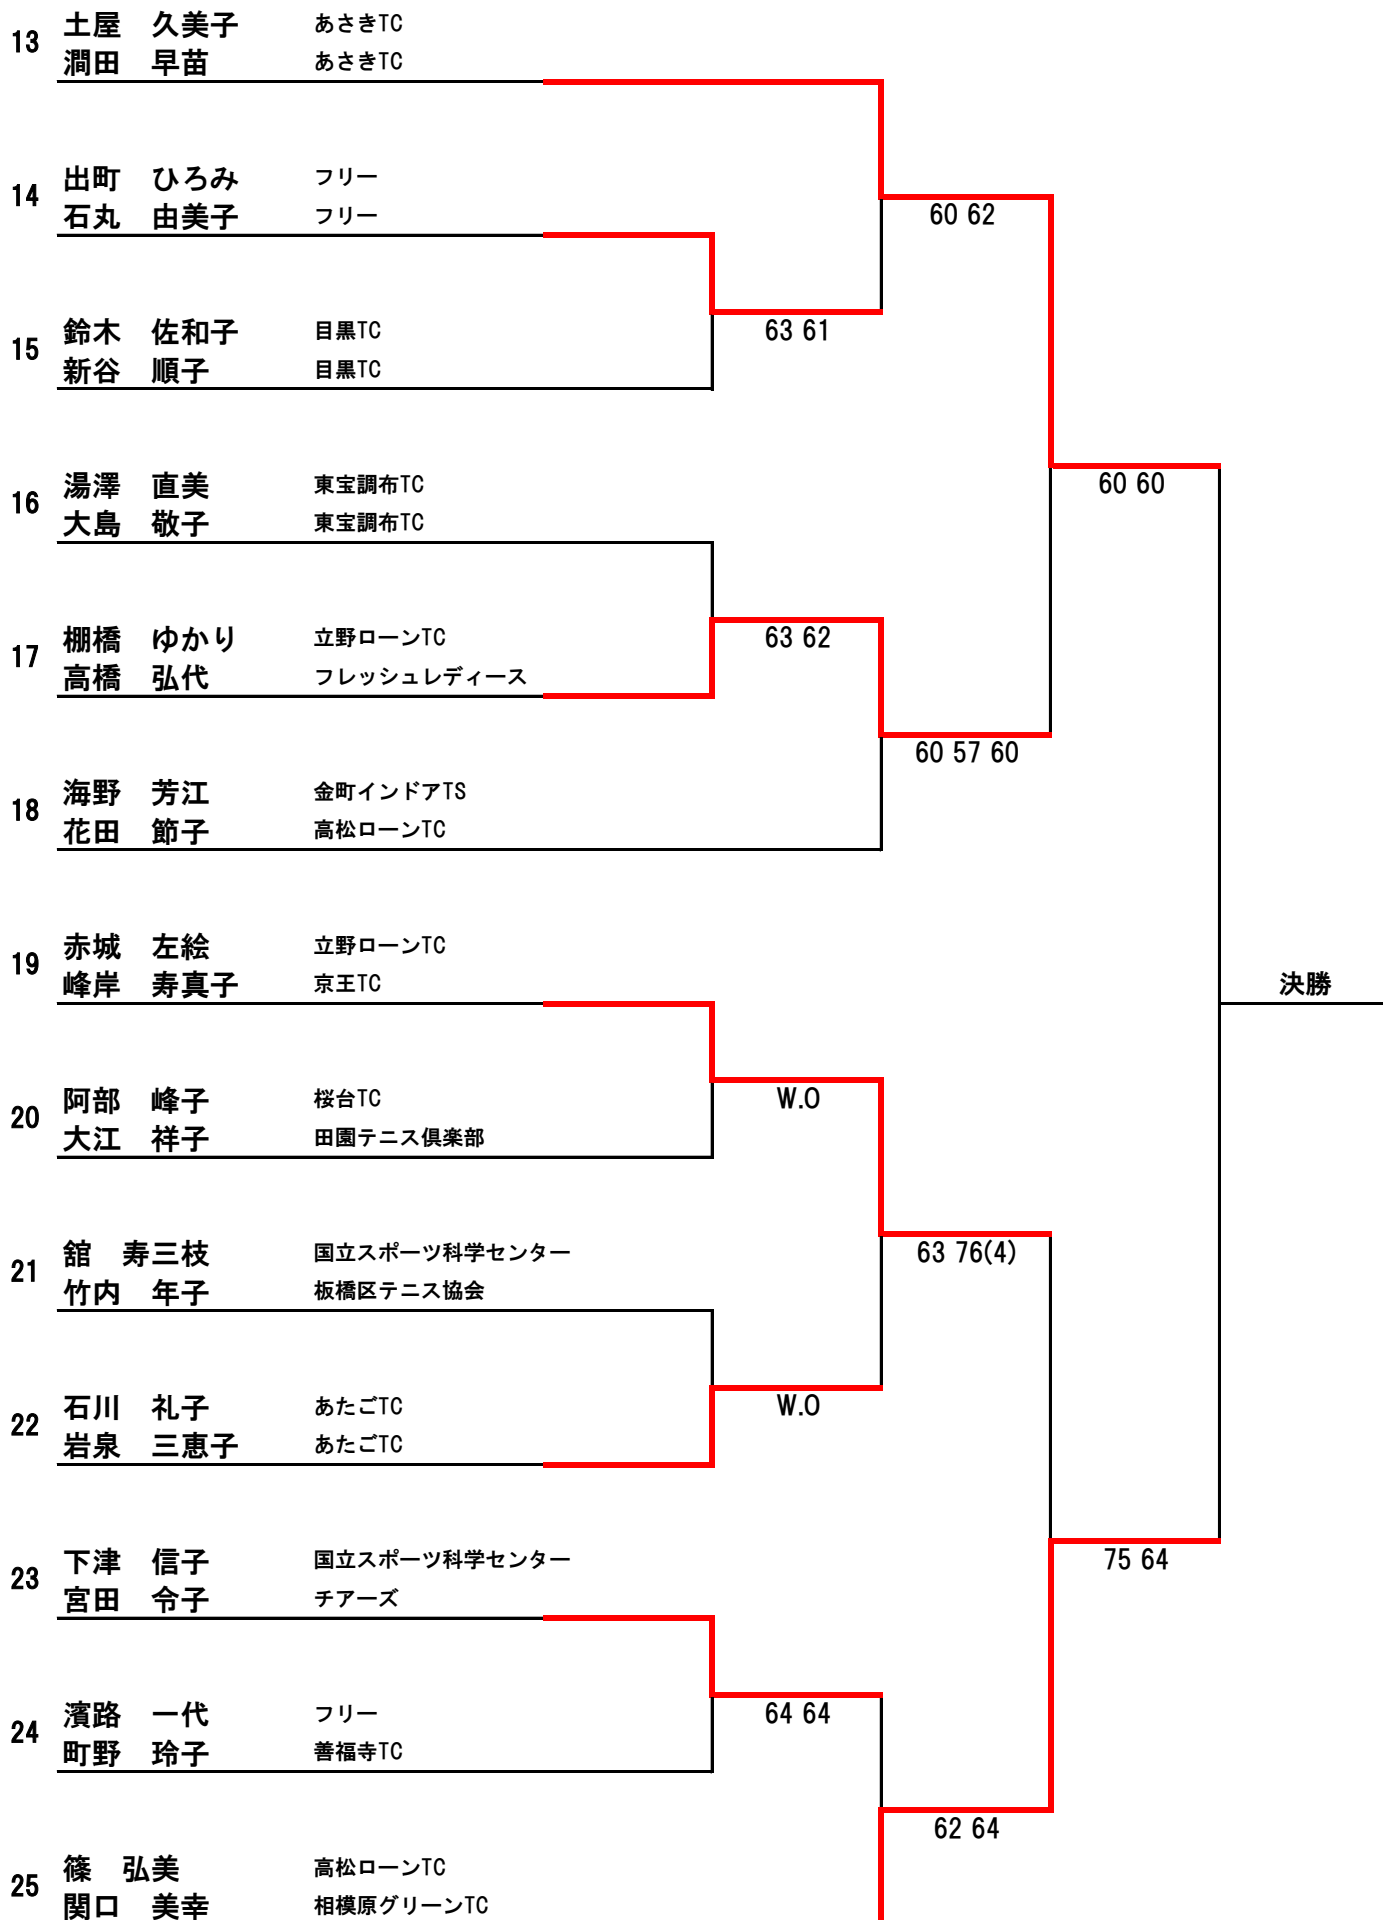 13 土屋　久美子 あさきTC
澗田　早苗 あさきTC
14 出町　ひろみ フリー
石丸　由美子 フリー
60 62
15 鈴木　佐和子 目黒TC
新谷　順子 目黒TC
63 61
16 湯澤　直美 東宝調布TC
大島　敬子 東宝調布TC
60 60
17 棚橋　ゆかり 立野ローンTC
高橋　弘代 フレッシュレディース
63 62
60 57 60
18 海野　芳江 金町インドアTS
花田　節子 高松ローンTC
19 赤城　左絵 立野ローンTC
峰岸　寿真子 京王TC
決勝
20 阿部　峰子 桜台TC
大江　祥子 田園テニス倶楽部
W.O
21 舘　寿三枝 国立スポーツ科学センター
竹内　年子 板橋区テニス協会
63 76(4)
22 石川　礼子 あたごTC
岩泉　三恵子 あたごTC
W.O
23 下津　信子 国立スポーツ科学センター
宮田　令子 チアーズ
75 64
24 濱路　一代 フリー
町野　玲子 善福寺TC
64 64
62 64
25 篠　弘美 高松ローンTC
関口　美幸 相模原グリーンTC